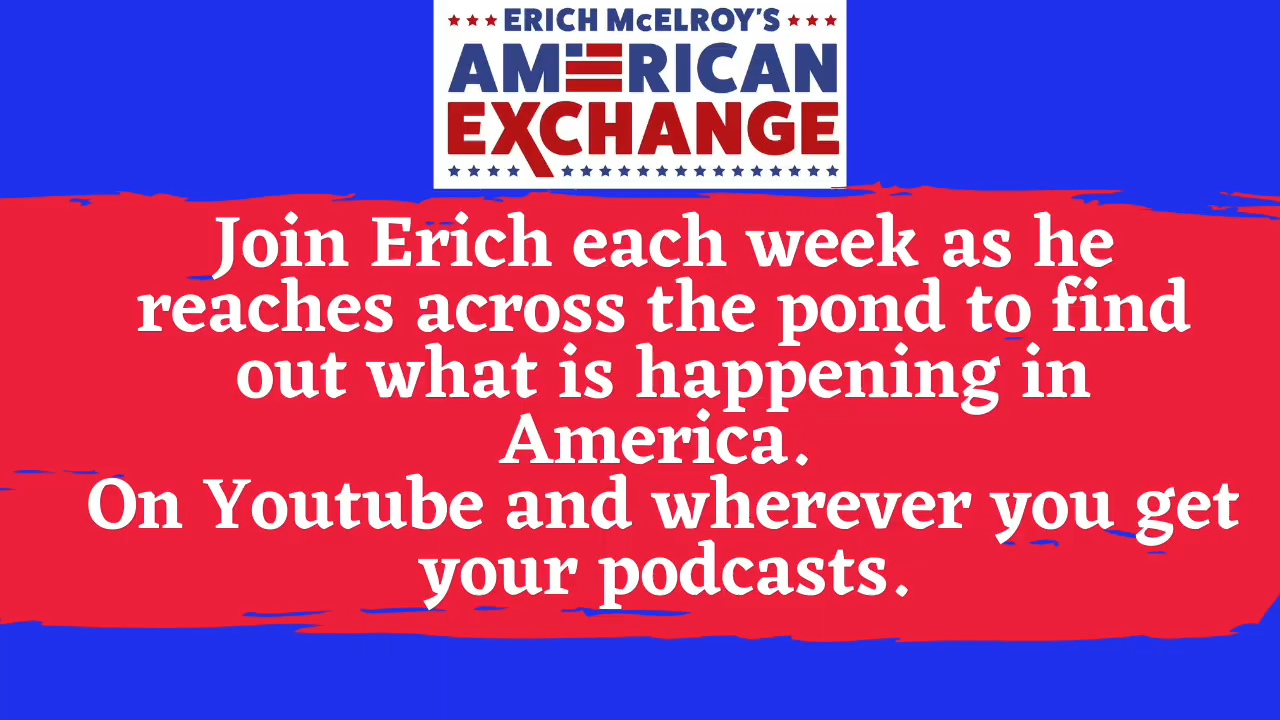 ERICH McELROY'S
AMERICAN
EXCHANGE
Join Erich each week as he
reaches across the pond to find
out what is happening in
America.
On Youtube and wherever you get
your podcasts.